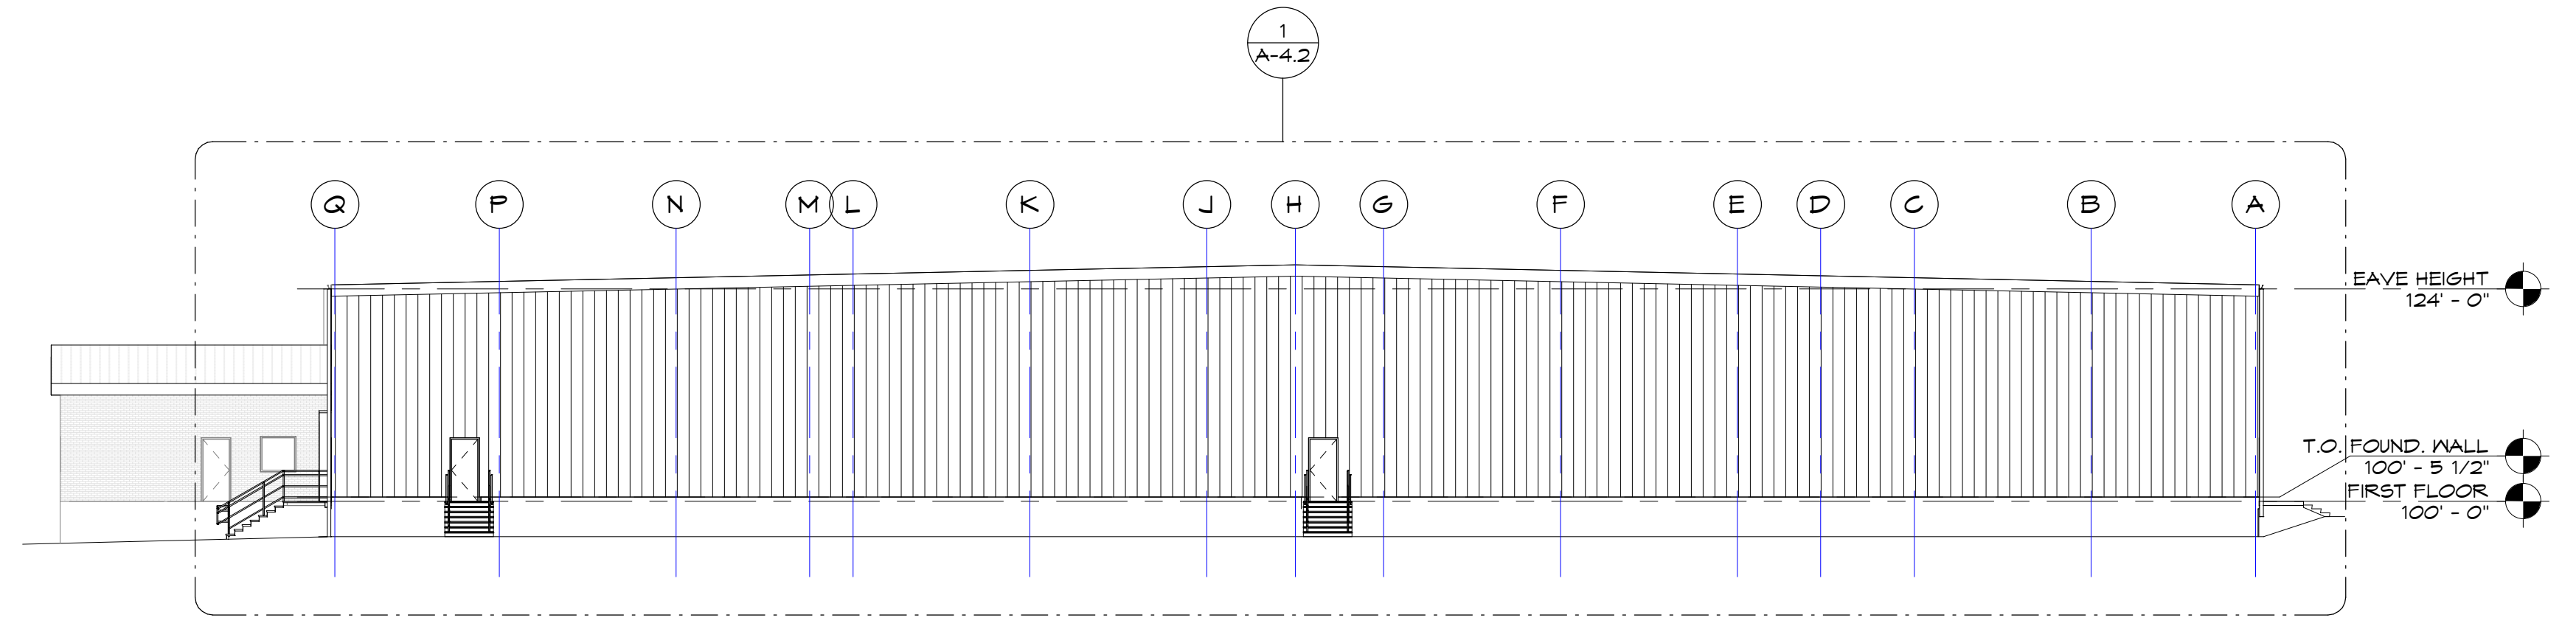 1
A-4.2
Q P N M L K J H G F E D C B A
EAVE HEIGHT
124' - 0"
T.O. FOUND. WALL
100' - 5 1/2"
FIRST FLOOR
100' - 0"